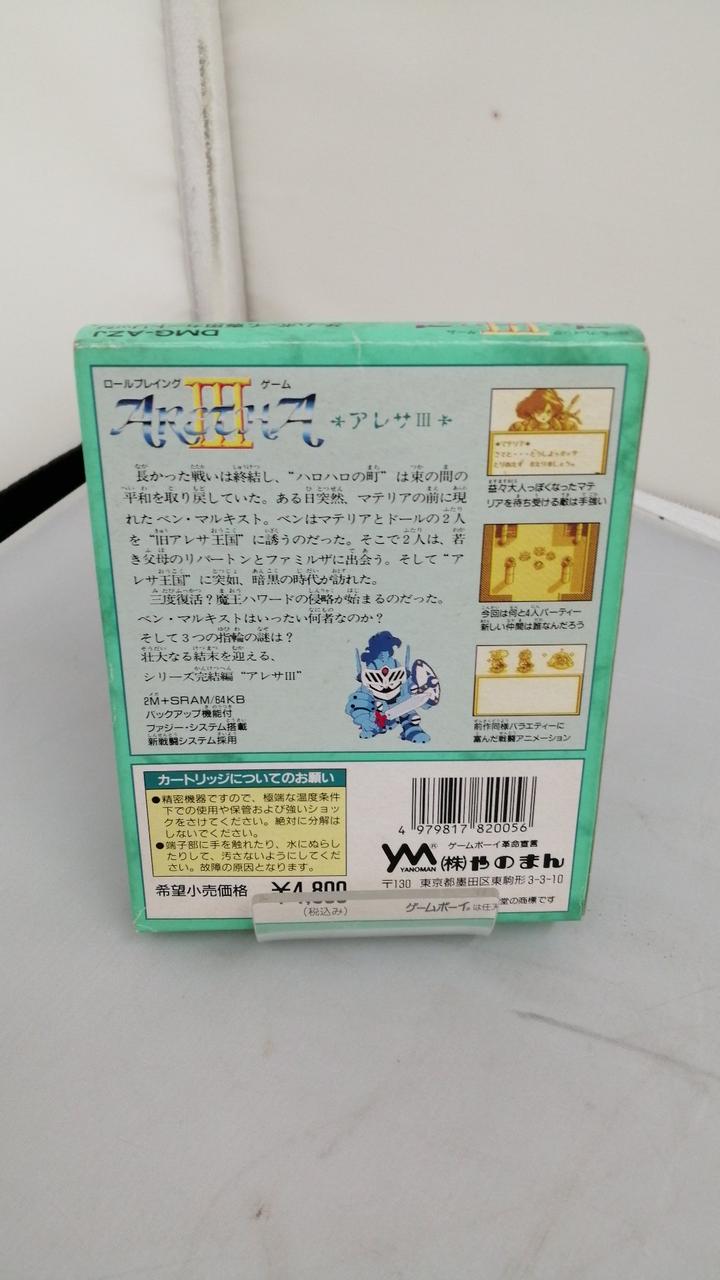 DMG-AZJ
III
ロールプレイング ゲーム
ARETHA III
＊アレサIII＊
長かった戦いは終結し、“ハロハロの町”は束の間の
平和を取り戻していた。ある日突然、マテリアの前に現
れたベン・マルキスト。ベンはマテリアとドールの2人
を“旧アレサ王国”に誘うのだった。そこで2人は、若
き父母のリバートンとファミルザに出会う。そして“ア
レサ王国”に突如、暗黒の時代が訪れた。
三度復活？魔王ハワードの侵略が始まるのだった。
ベン・マルキストはいったい何者なのか？
そして3つの指輪の謎は？
壮大なる結末を迎える、
シリーズ完結編“アレサIII”
2M+SRAM/64KB
バックアップ機能付
ファジー・システム搭載
新戦闘システム採用
★マテリア★
益々大人っぽくなったマテ
リアを待ち受ける敵は手強い
今回は何と4人パーティー
新しい仲間は誰なんだろう
前作同様バラエティーに
富んだ戦闘アニメーション
カートリッジについてのお願い
●精密機器ですので、極端な温度条件
下での使用や保管および強いショッ
クをさけてください。絶対に分解は
しないでください。
●端子部に手を触れたり、水にぬらし
たりして、汚さないようにしてくだ
さい。故障の原因となります。
希望小売価格 ¥4,800
(税込み)
4 979817 820056
ゲームボーイ革命宣言
YM® YANOMAN (株)やのまん
〒130 東京都墨田区東駒形3-3-10
ゲームボーイは任天堂の商標です